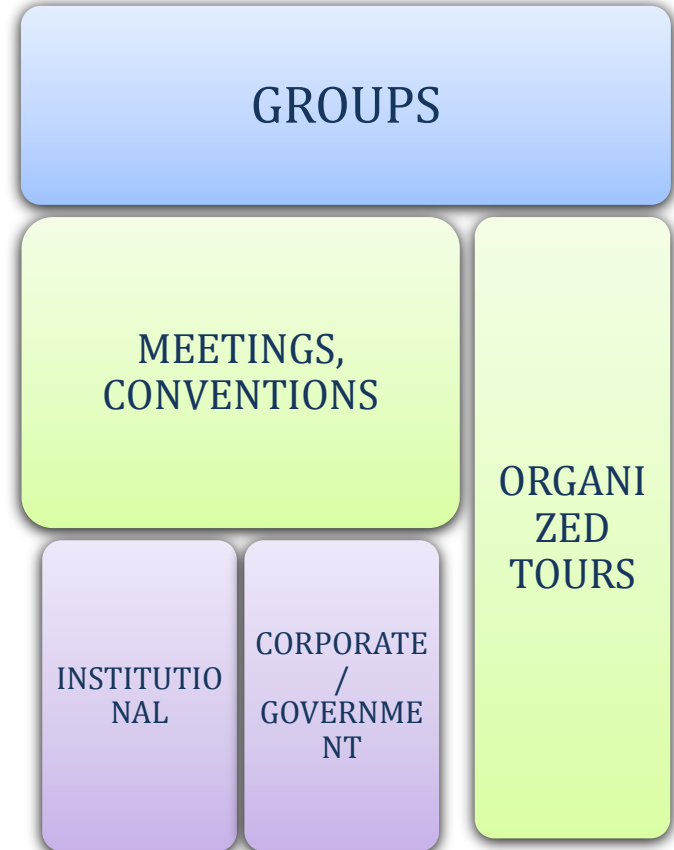 GROUPS
MEETINGS,
CONVENTIONS
ORGANI
ZED
TOURS
INSTITUTIO
NAL
CORPORATE
/
GOVERNME
NT